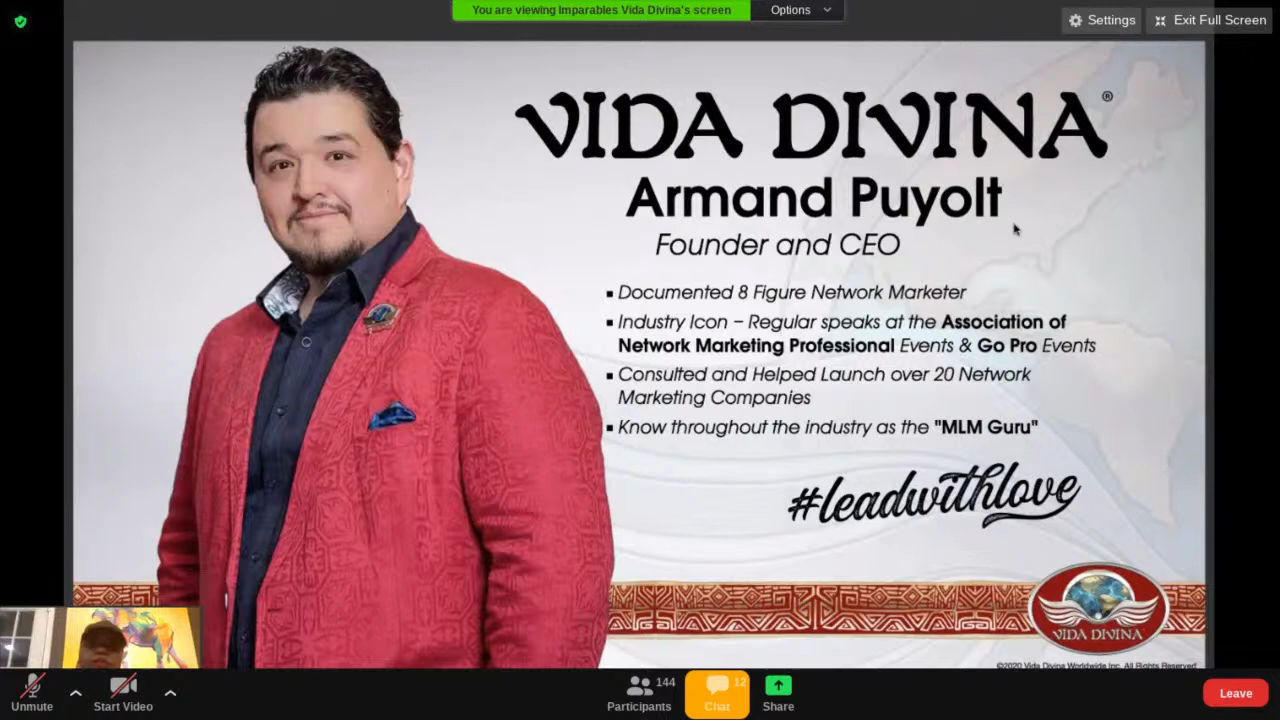 You are viewing Imparables Vida Divina's screen
Options
Settings
Exit Full Screen
VIDA DIVINA®
Armand Puyolt
Founder and CEO
▪ Documented 8 Figure Network Marketer
▪ Industry Icon – Regular speaks at the Association of
Network Marketing Professional Events & Go Pro Events
▪ Consulted and Helped Launch over 20 Network
Marketing Companies
▪ Know throughout the industry as the "MLM Guru"
#leadwithlove
VIDA DIVINA
©2020 Vida Divina Worldwide Inc. All Rights Reserved
Unmute
Start Video
144
Participants
12
Chat
Share
Leave